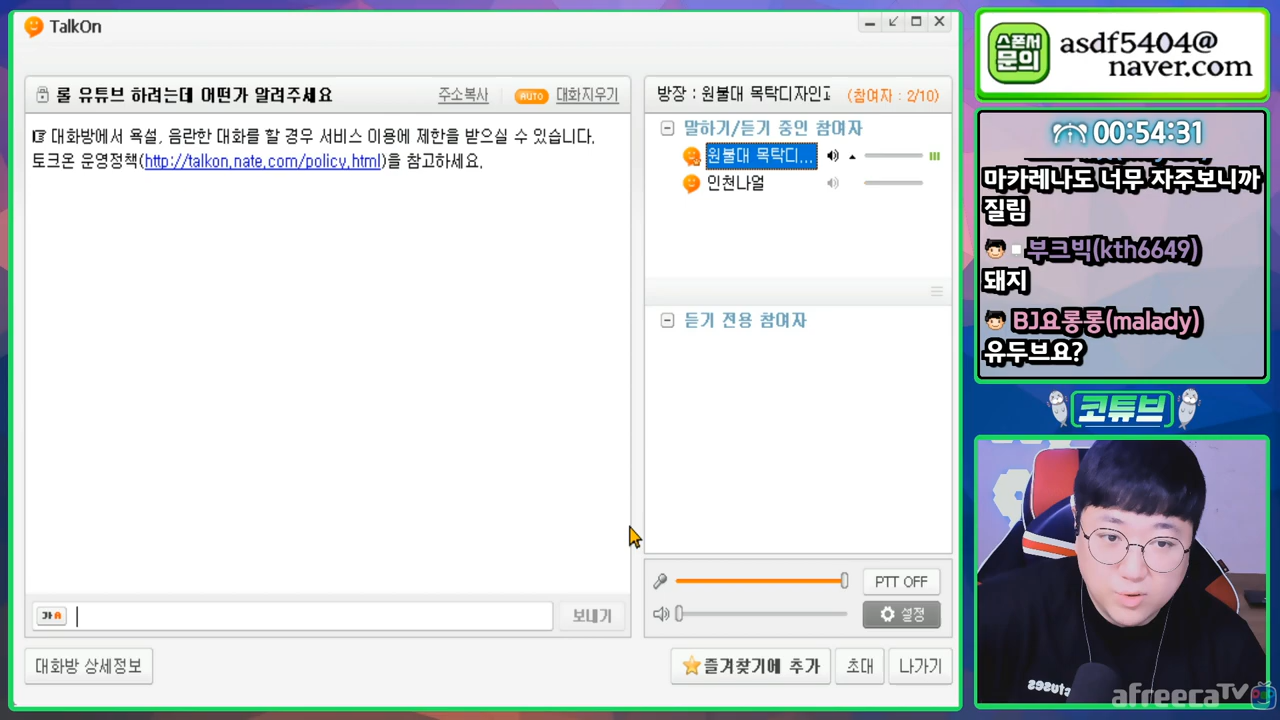 TalkOn
롤 유튜브 하려는데 어떤가 알려주세요
주소복사
AUTO
대화지우기
☞ 대화방에서 욕설, 음란한 대화를 할 경우 서비스 이용에 제한을 받으실 수 있습니다.
토크온 운영정책(http://talkon.nate.com/policy.html)을 참고하세요.
가A
보내기
대화방 상세정보
방장 : 원불대 목탁디자인고
(참여자 : 2/10)
말하기/듣기 중인 참여자
원불대 목탁디...
인천나얼
듣기 전용 참여자
PTT OFF
설정
즐겨찾기에 추가
초대
나가기
스폰서
문의
asdf5404@
naver.com
00:54:31
마카레나도 너무 자주보니까
질림
부크빅(kth6649)
돼지
BJ요롱롱(malady)
유두브요?
코튜브
afreecaTV